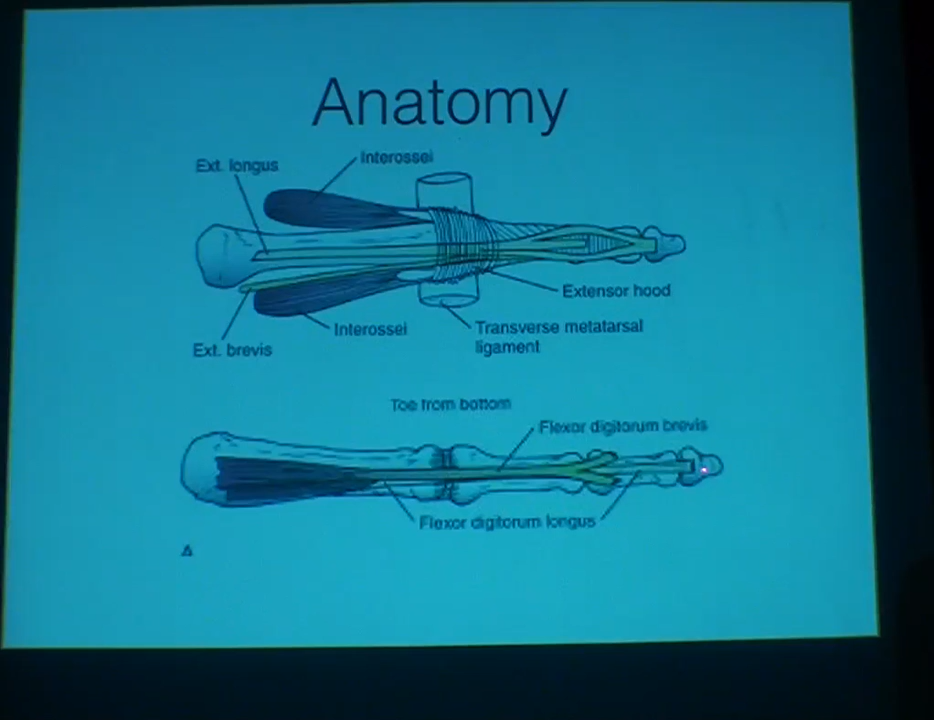 Anatomy
Ext. longus
Interossei
Extensor hood
Interossei
Transverse metatarsal
ligament
Ext. brevis
Toe from bottom
Flexor digitorum brevis
Flexor digitorum longus
A